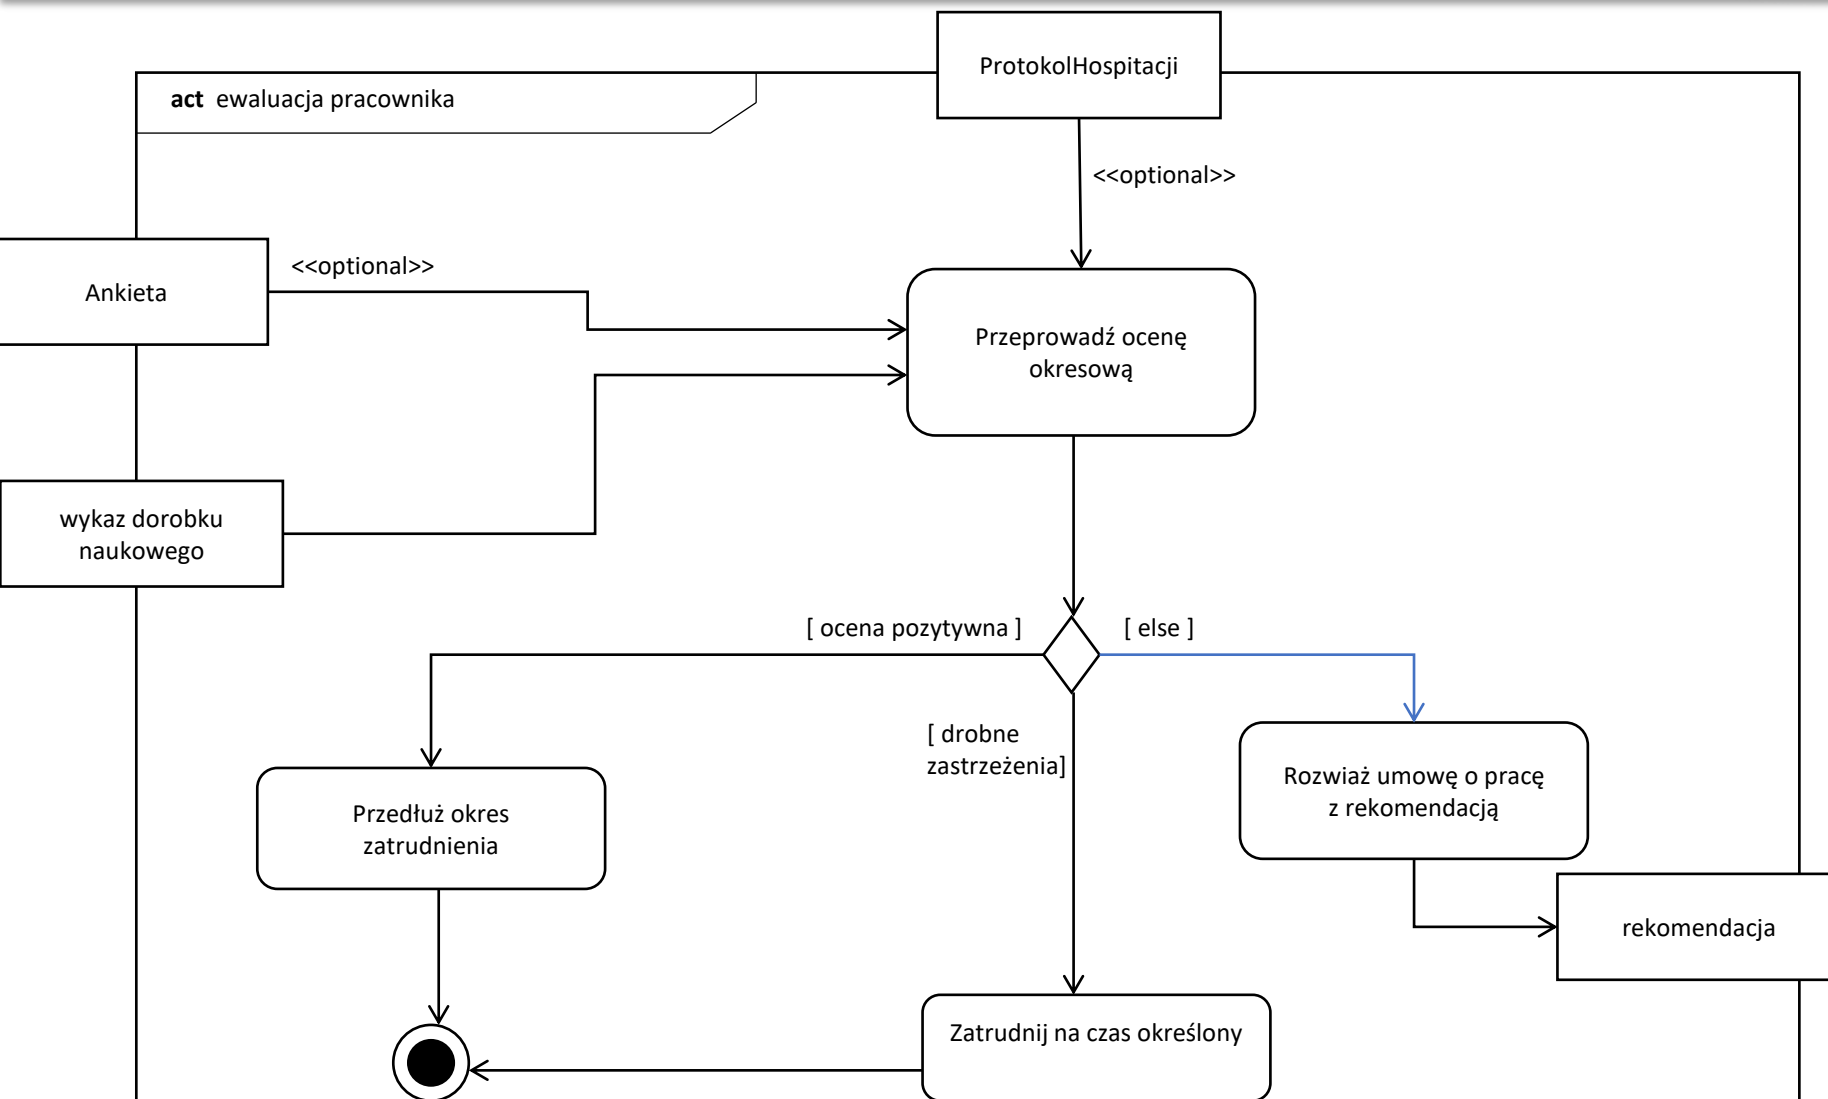 ProtokolHospitacji
act ewaluacja pracownika
<<optional>>
<<optional>>
Ankieta
Przeprowadź ocenę
okresową
wykaz dorobku
naukowego
[ ocena pozytywna ]
[ else ]
[ drobne
zastrzeżenia]
Rozwiaż umowę o pracę
z rekomendacją
Przedłuż okres
zatrudnienia
rekomendacja
Zatrudnij na czas określony